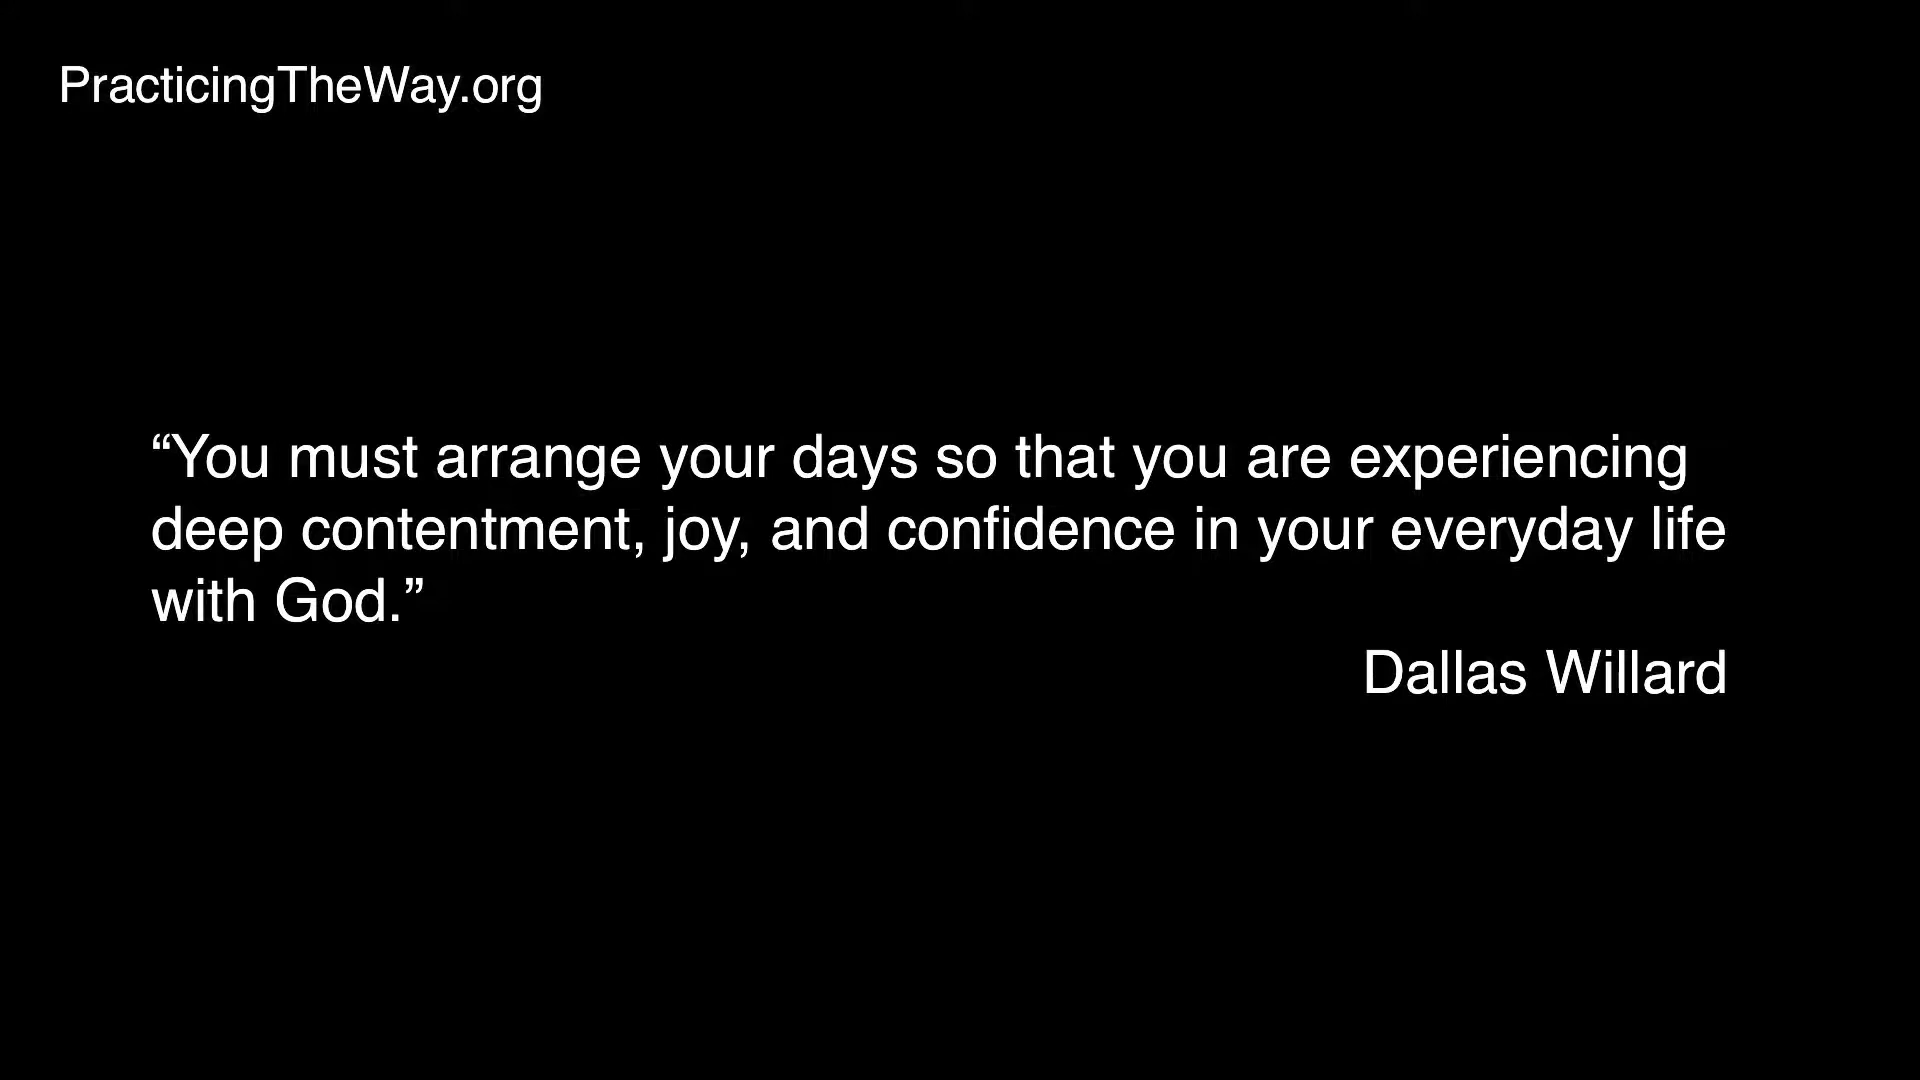 PracticingTheWay.org
“You must arrange your days so that you are experiencing
deep contentment, joy, and confidence in your everyday life
with God.”
Dallas Willard